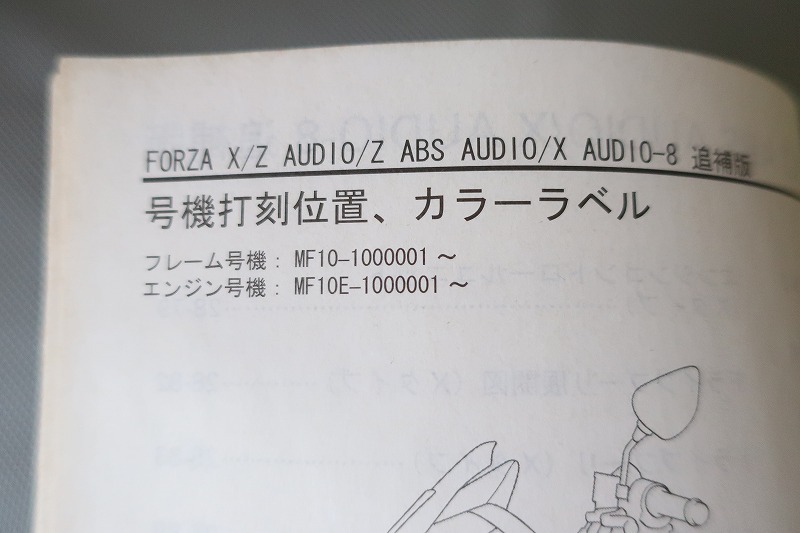 FORZA X/Z AUDIO/Z ABS AUDIO/X AUDIO-8 追補版
号機打刻位置、カラーラベル
フレーム号機: MF10-1000001 ～
エンジン号機: MF10E-1000001 ～